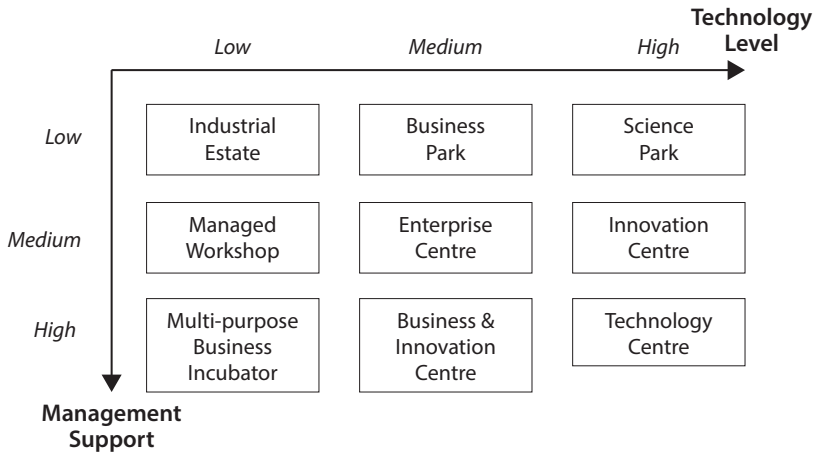 Technology
Level
Low
Medium
High
Low
Industrial
Estate
Business
Park
Science
Park
Medium
Managed
Workshop
Enterprise
Centre
Innovation
Centre
High
Multi-purpose
Business
Incubator
Business &
Innovation
Centre
Technology
Centre
Management
Support